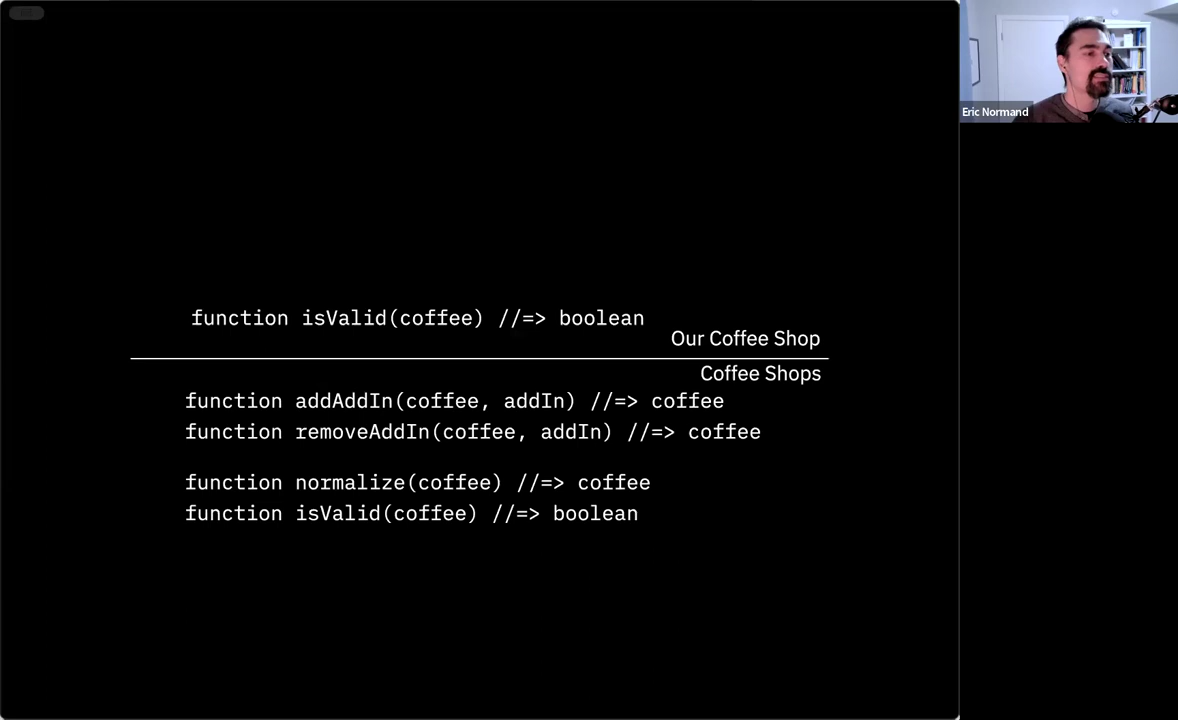 Eric Normand
function isValid(coffee) //=> boolean
Our Coffee Shop
Coffee Shops
function addAddIn(coffee, addIn) //=> coffee
function removeAddIn(coffee, addIn) //=> coffee
function normalize(coffee) //=> coffee
function isValid(coffee) //=> boolean